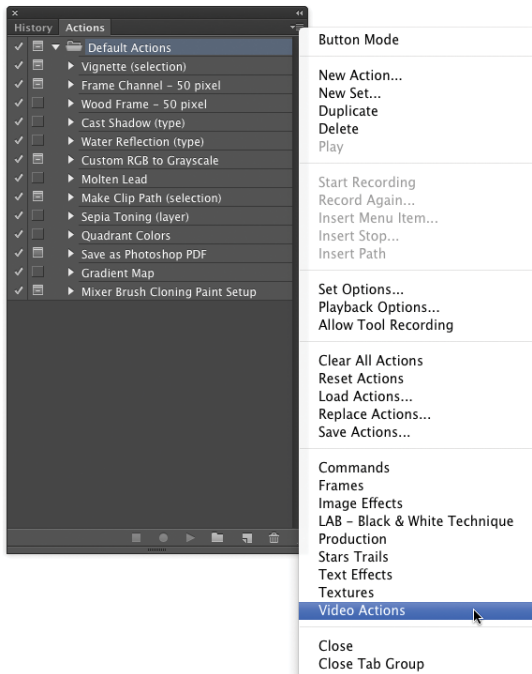 History
Actions
Default Actions
Vignette (selection)
Frame Channel – 50 pixel
Wood Frame – 50 pixel
Cast Shadow (type)
Water Reflection (type)
Custom RGB to Grayscale
Molten Lead
Make Clip Path (selection)
Sepia Toning (layer)
Quadrant Colors
Save as Photoshop PDF
Gradient Map
Mixer Brush Cloning Paint Setup
Button Mode
New Action...
New Set...
Duplicate
Delete
Play
Start Recording
Record Again...
Insert Menu Item...
Insert Stop...
Insert Path
Set Options...
Playback Options...
Allow Tool Recording
Clear All Actions
Reset Actions
Load Actions...
Replace Actions...
Save Actions...
Commands
Frames
Image Effects
LAB – Black & White Technique
Production
Stars Trails
Text Effects
Textures
Video Actions
Close
Close Tab Group